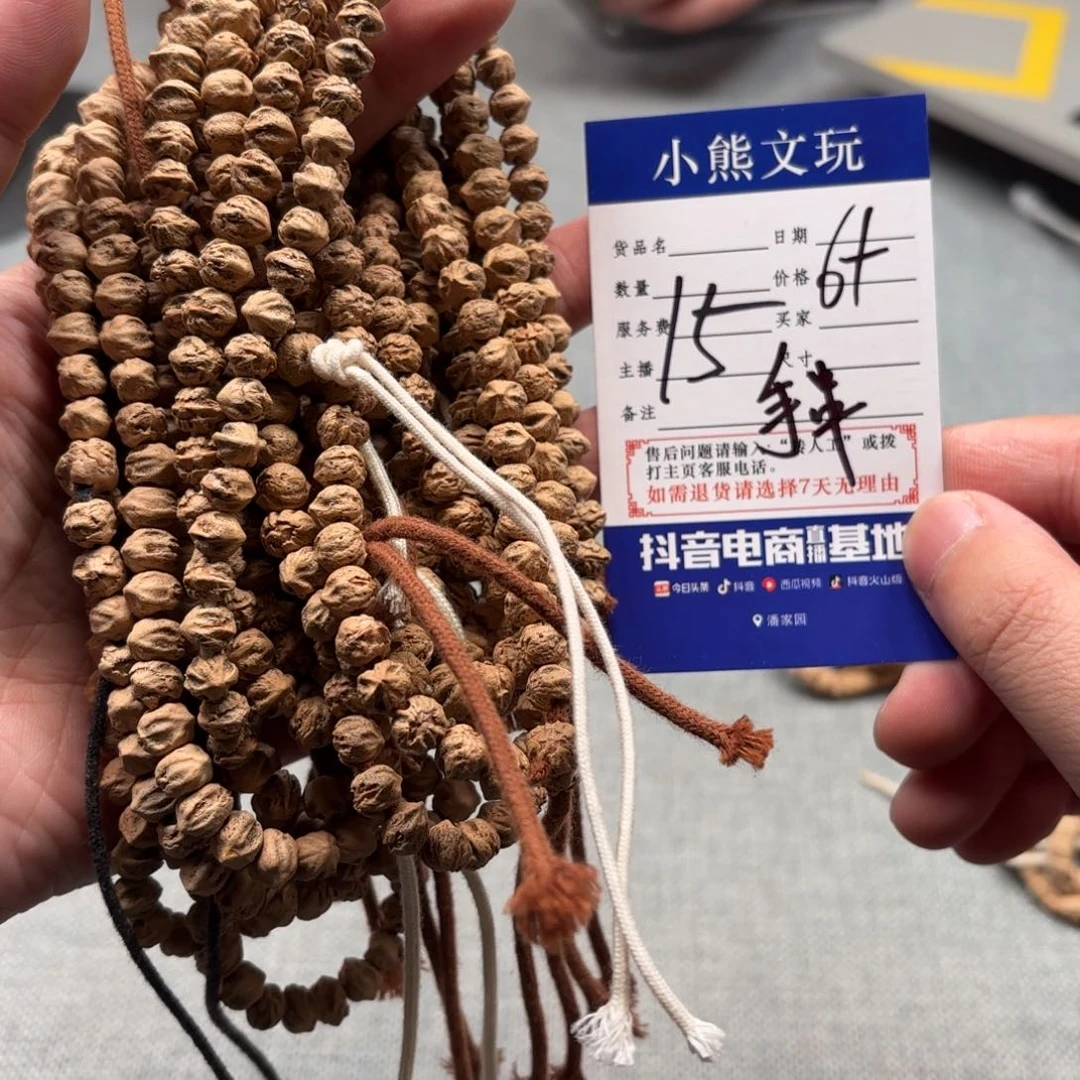 小熊文玩
货品名 日期
数量 价格 6th
服务费 买家
15
主播 尺寸
手串
备注
售后问题请输入：“转人工”或拨
打主页客服电话。
如需退货请选择7天无理由
抖音电商直播基地
今日头条 抖音 西瓜视频 抖音火山版
潘家园